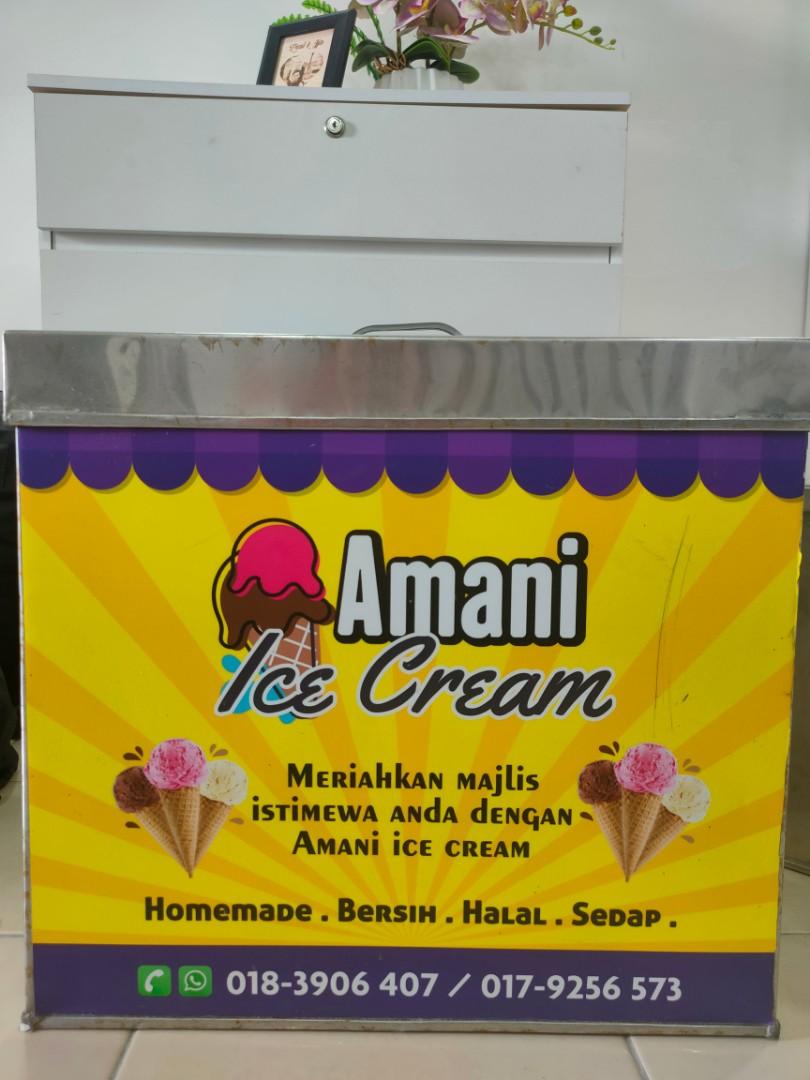 Amani
Ice Cream
Meriahkan majlis
istimewa anda dengan
Amani ice cream
Homemade . Bersih . Halal . Sedap .
018-3906 407 / 017-9256 573